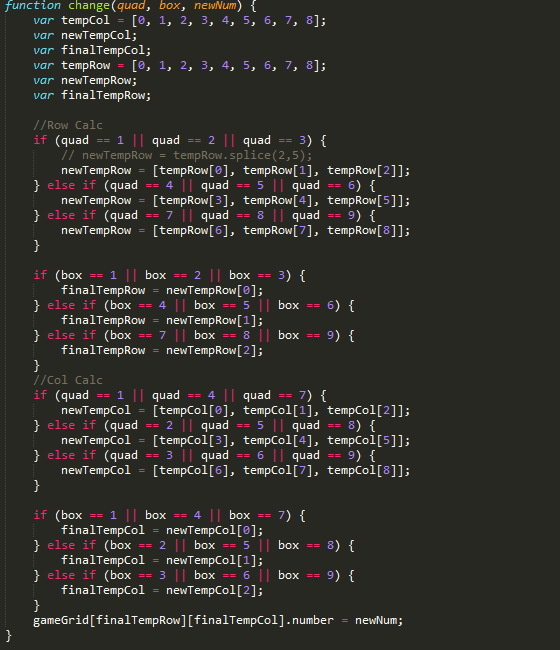 function change(quad, box, newNum) {
    var tempCol = [0, 1, 2, 3, 4, 5, 6, 7, 8];
    var newTempCol;
    var finalTempCol;
    var tempRow = [0, 1, 2, 3, 4, 5, 6, 7, 8];
    var newTempRow;
    var finalTempRow;

    //Row Calc
    if (quad == 1 || quad == 2 || quad == 3) {
        // newTempRow = tempRow.splice(2,5);
        newTempRow = [tempRow[0], tempRow[1], tempRow[2]];
    } else if (quad == 4 || quad == 5 || quad == 6) {
        newTempRow = [tempRow[3], tempRow[4], tempRow[5]];
    } else if (quad == 7 || quad == 8 || quad == 9) {
        newTempRow = [tempRow[6], tempRow[7], tempRow[8]];
    }

    if (box == 1 || box == 2 || box == 3) {
        finalTempRow = newTempRow[0];
    } else if (box == 4 || box == 5 || box == 6) {
        finalTempRow = newTempRow[1];
    } else if (box == 7 || box == 8 || box == 9) {
        finalTempRow = newTempRow[2];
    }
    //Col Calc
    if (quad == 1 || quad == 4 || quad == 7) {
        newTempCol = [tempCol[0], tempCol[1], tempCol[2]];
    } else if (quad == 2 || quad == 5 || quad == 8) {
        newTempCol = [tempCol[3], tempCol[4], tempCol[5]];
    } else if (quad == 3 || quad == 6 || quad == 9) {
        newTempCol = [tempCol[6], tempCol[7], tempCol[8]];
    }

    if (box == 1 || box == 4 || box == 7) {
        finalTempCol = newTempCol[0];
    } else if (box == 2 || box == 5 || box == 8) {
        finalTempCol = newTempCol[1];
    } else if (box == 3 || box == 6 || box == 9) {
        finalTempCol = newTempCol[2];
    }
    gameGrid[finalTempRow][finalTempCol].number = newNum;
}